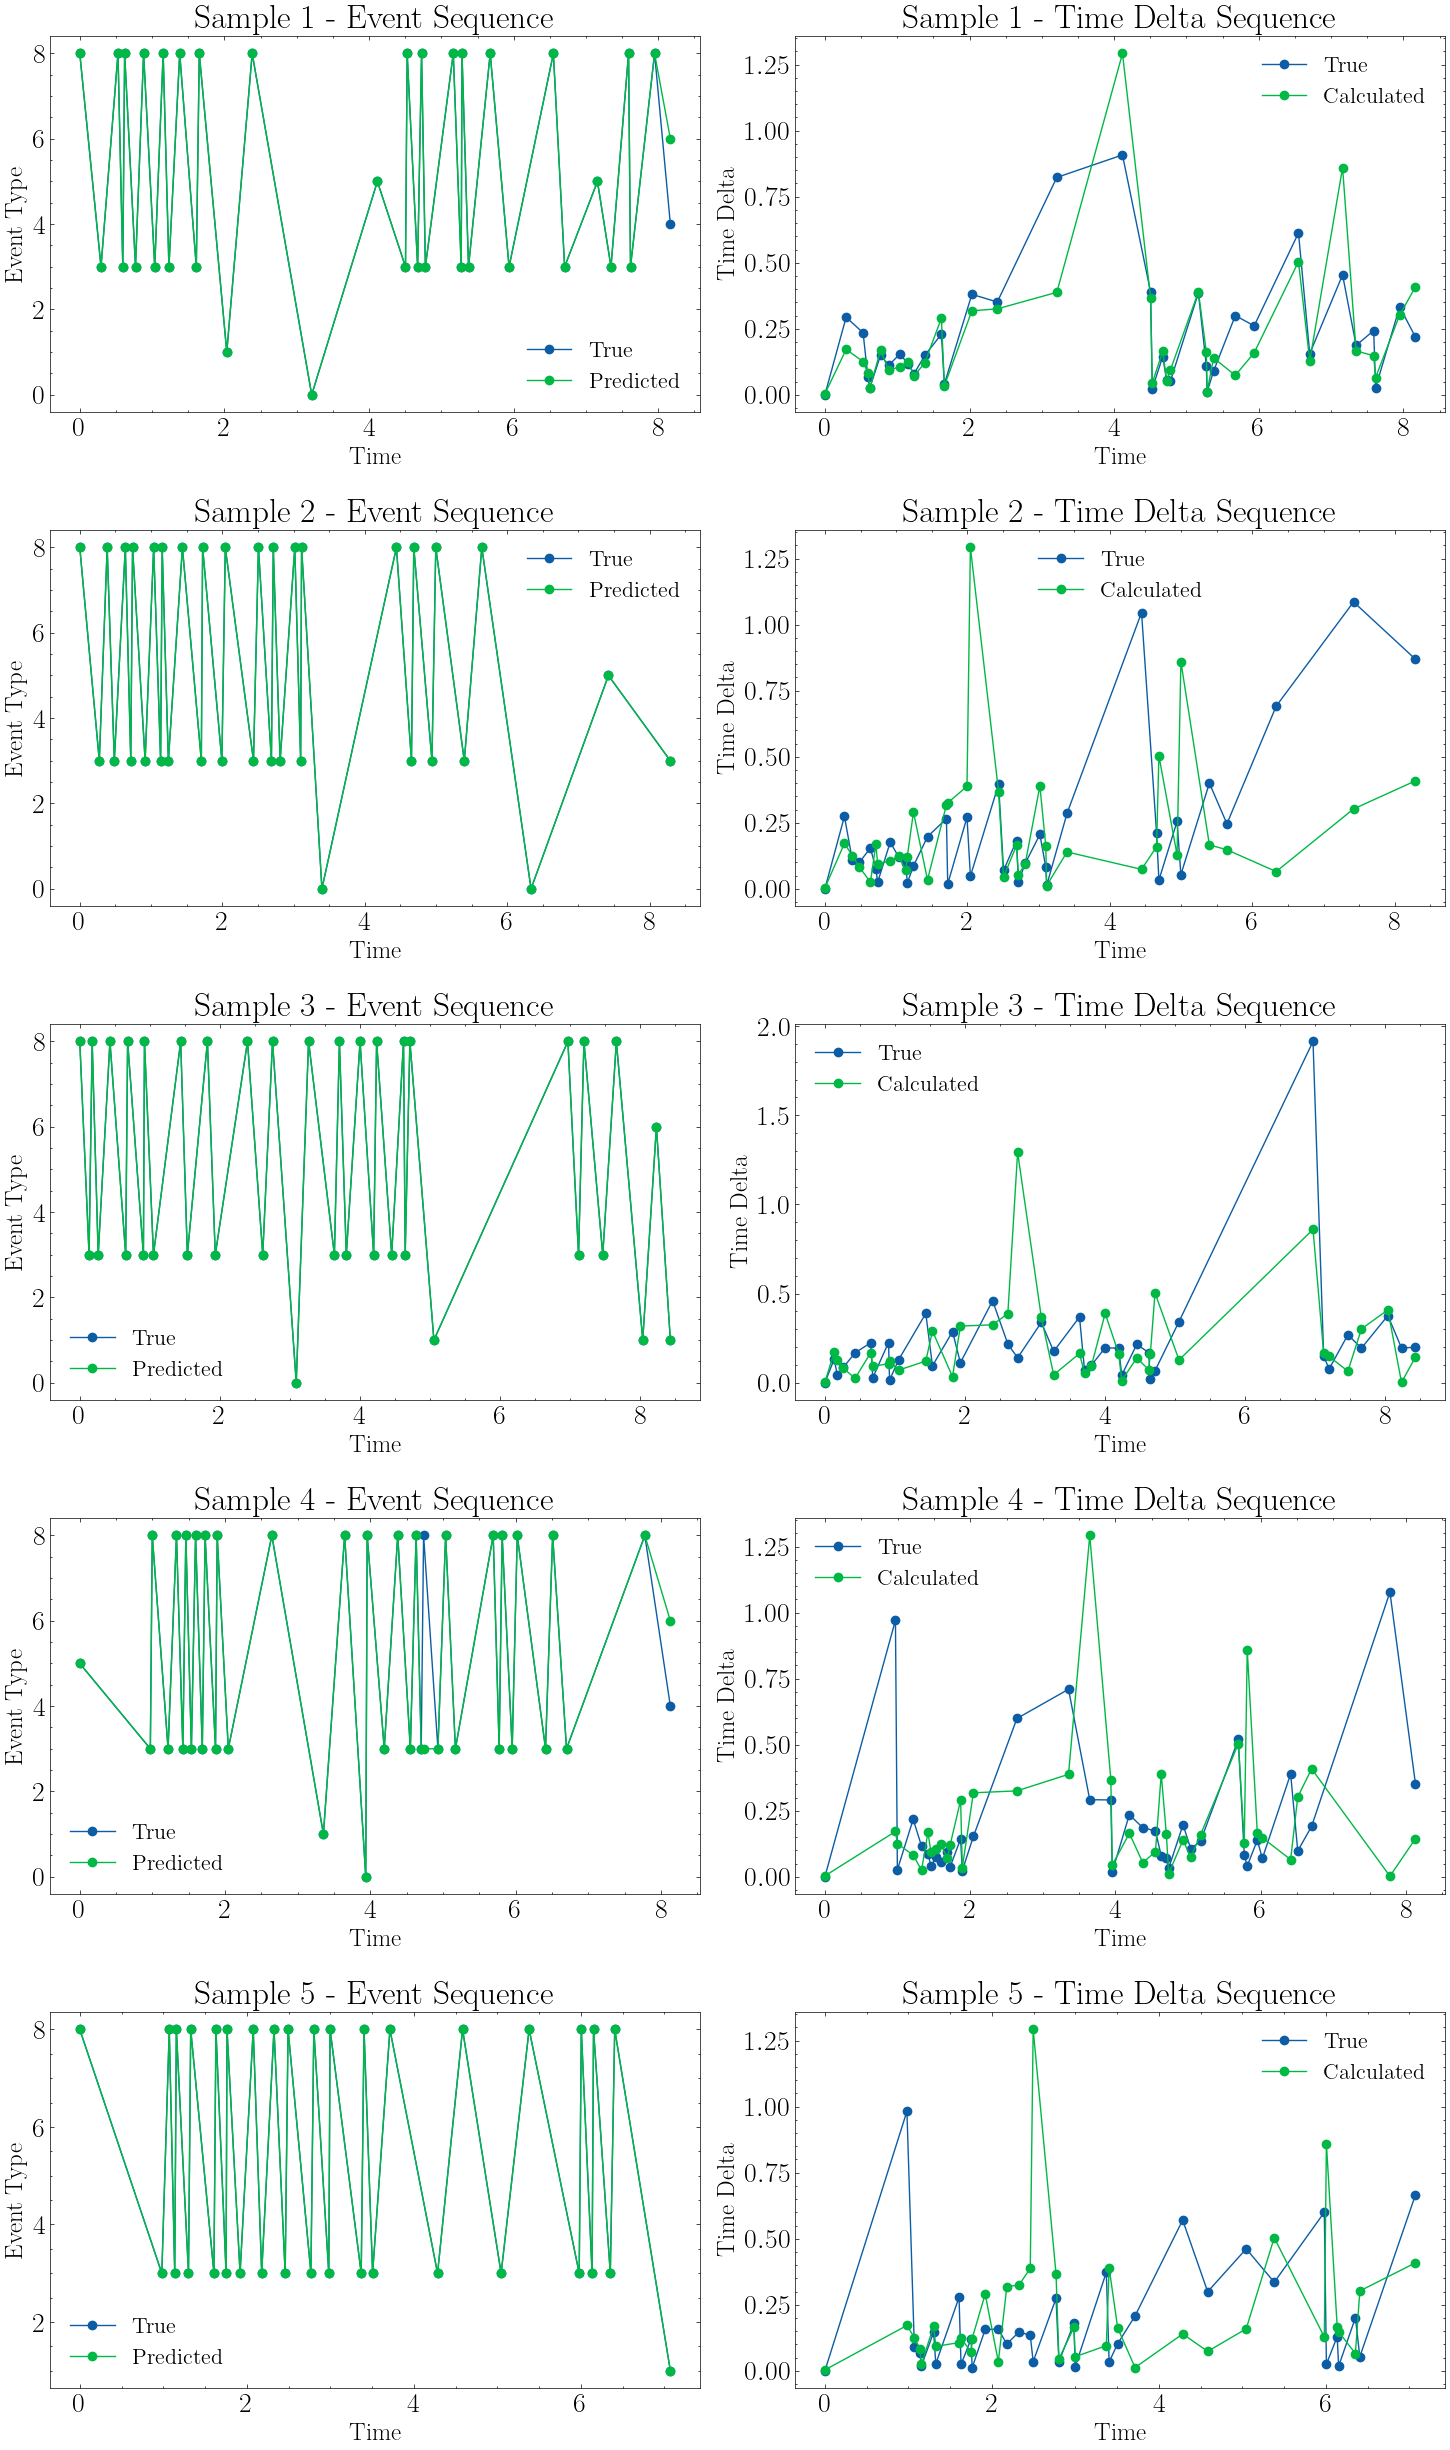 Sample 1 - Event Sequence
8
6
4
2
0
Event Type
True
Predicted
0 2 4 6 8
Time
Sample 1 - Time Delta Sequence
1.25
1.00
0.75
0.50
0.25
0.00
Time Delta
True
Calculated
0 2 4 6 8
Time
Sample 2 - Event Sequence
8
6
4
2
0
Event Type
True
Predicted
0 2 4 6 8
Time
Sample 2 - Time Delta Sequence
1.25
1.00
0.75
0.50
0.25
0.00
Time Delta
True
Calculated
0 2 4 6 8
Time
Sample 3 - Event Sequence
8
6
4
2
0
Event Type
True
Predicted
0 2 4 6 8
Time
Sample 3 - Time Delta Sequence
2.0
1.5
1.0
0.5
0.0
Time Delta
True
Calculated
0 2 4 6 8
Time
Sample 4 - Event Sequence
8
6
4
2
0
Event Type
True
Predicted
0 2 4 6 8
Time
Sample 4 - Time Delta Sequence
1.25
1.00
0.75
0.50
0.25
0.00
Time Delta
True
Calculated
0 2 4 6 8
Time
Sample 5 - Event Sequence
8
6
4
2
Event Type
True
Predicted
0 2 4 6
Time
Sample 5 - Time Delta Sequence
1.25
1.00
0.75
0.50
0.25
0.00
Time Delta
True
Calculated
0 2 4 6
Time